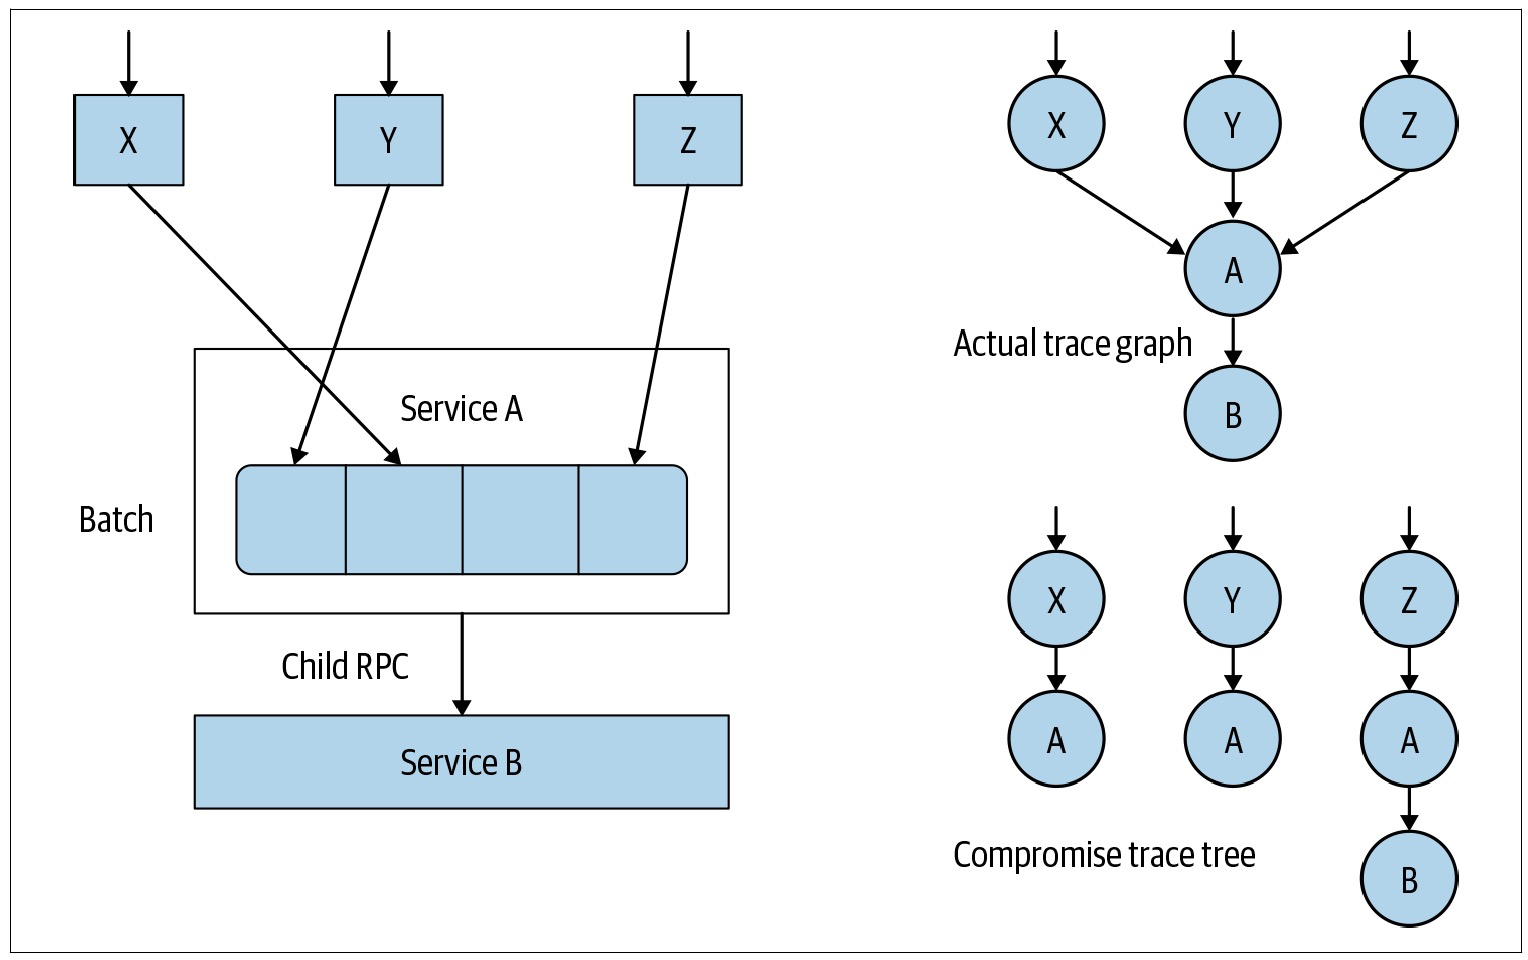 X
Y
Z
Service A
Batch
Child RPC
Service B
X
Y
Z
A
Actual trace graph
B
X
Y
Z
A
A
A
Compromise trace tree
B